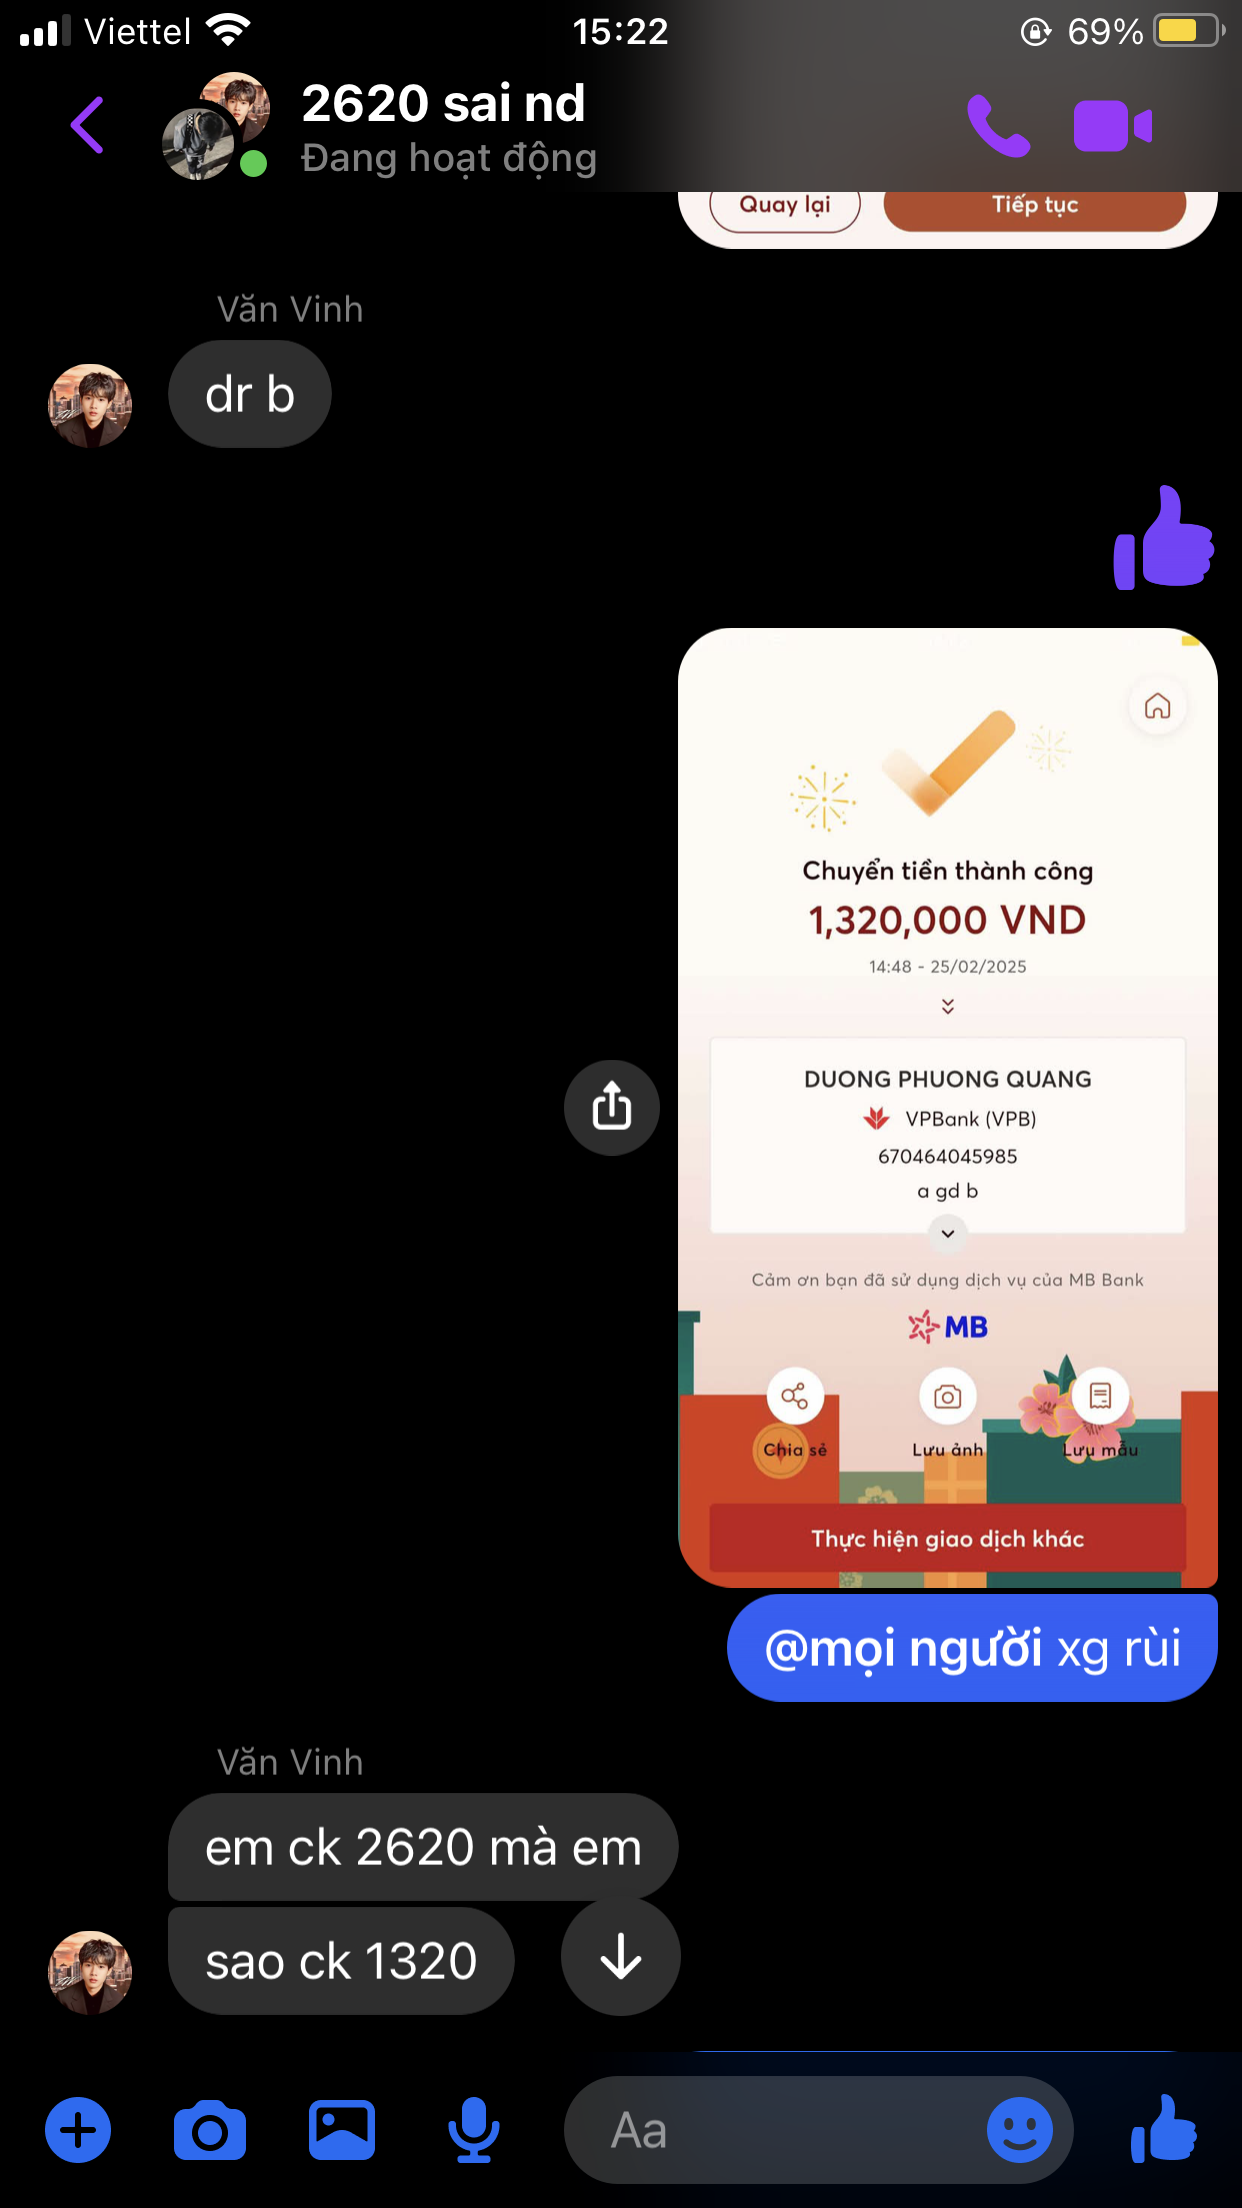 Viettel 15:22 69%
2620 sai nd
Đang hoạt động
Quay lại Tiếp tục
Văn Vinh
dr b
Chuyển tiền thành công
1,320,000 VND
14:48 - 25/02/2025
DUONG PHUONG QUANG
VPBank (VPB)
670464045985
a gd b
Cảm ơn bạn đã sử dụng dịch vụ của MB Bank
MB
Chia sẻ Lưu ảnh Lưu mẫu
Thực hiện giao dịch khác
@mọi người xg rùi
Văn Vinh
em ck 2620 mà em
sao ck 1320
Aa